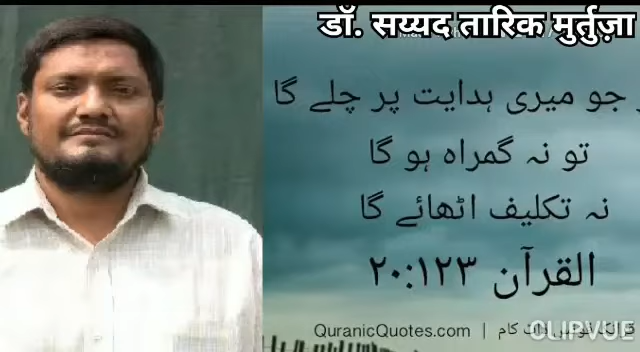 डॉ. सय्यद तारिक मुर्तुज़ा
جو میری ہدایت پر چلے گا
تو نہ گمراہ ہو گا
نہ تکلیف اٹھائے گا
القرآن ۲۰:۱۲۳
QuranicQuotes.com |
CLIPVUE